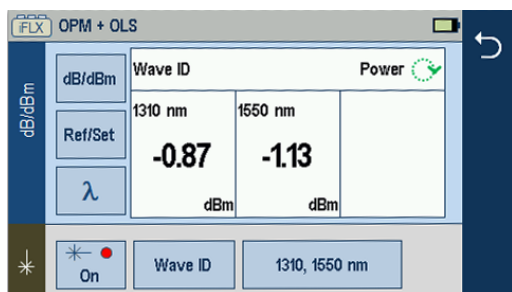 iFLX OPM + OLS
dB/dBm
dB/dBm
Wave ID Power
Ref/Set
1310 nm 1550 nm
-0.87 -1.13
dBm dBm
λ
On
Wave ID
1310, 1550 nm